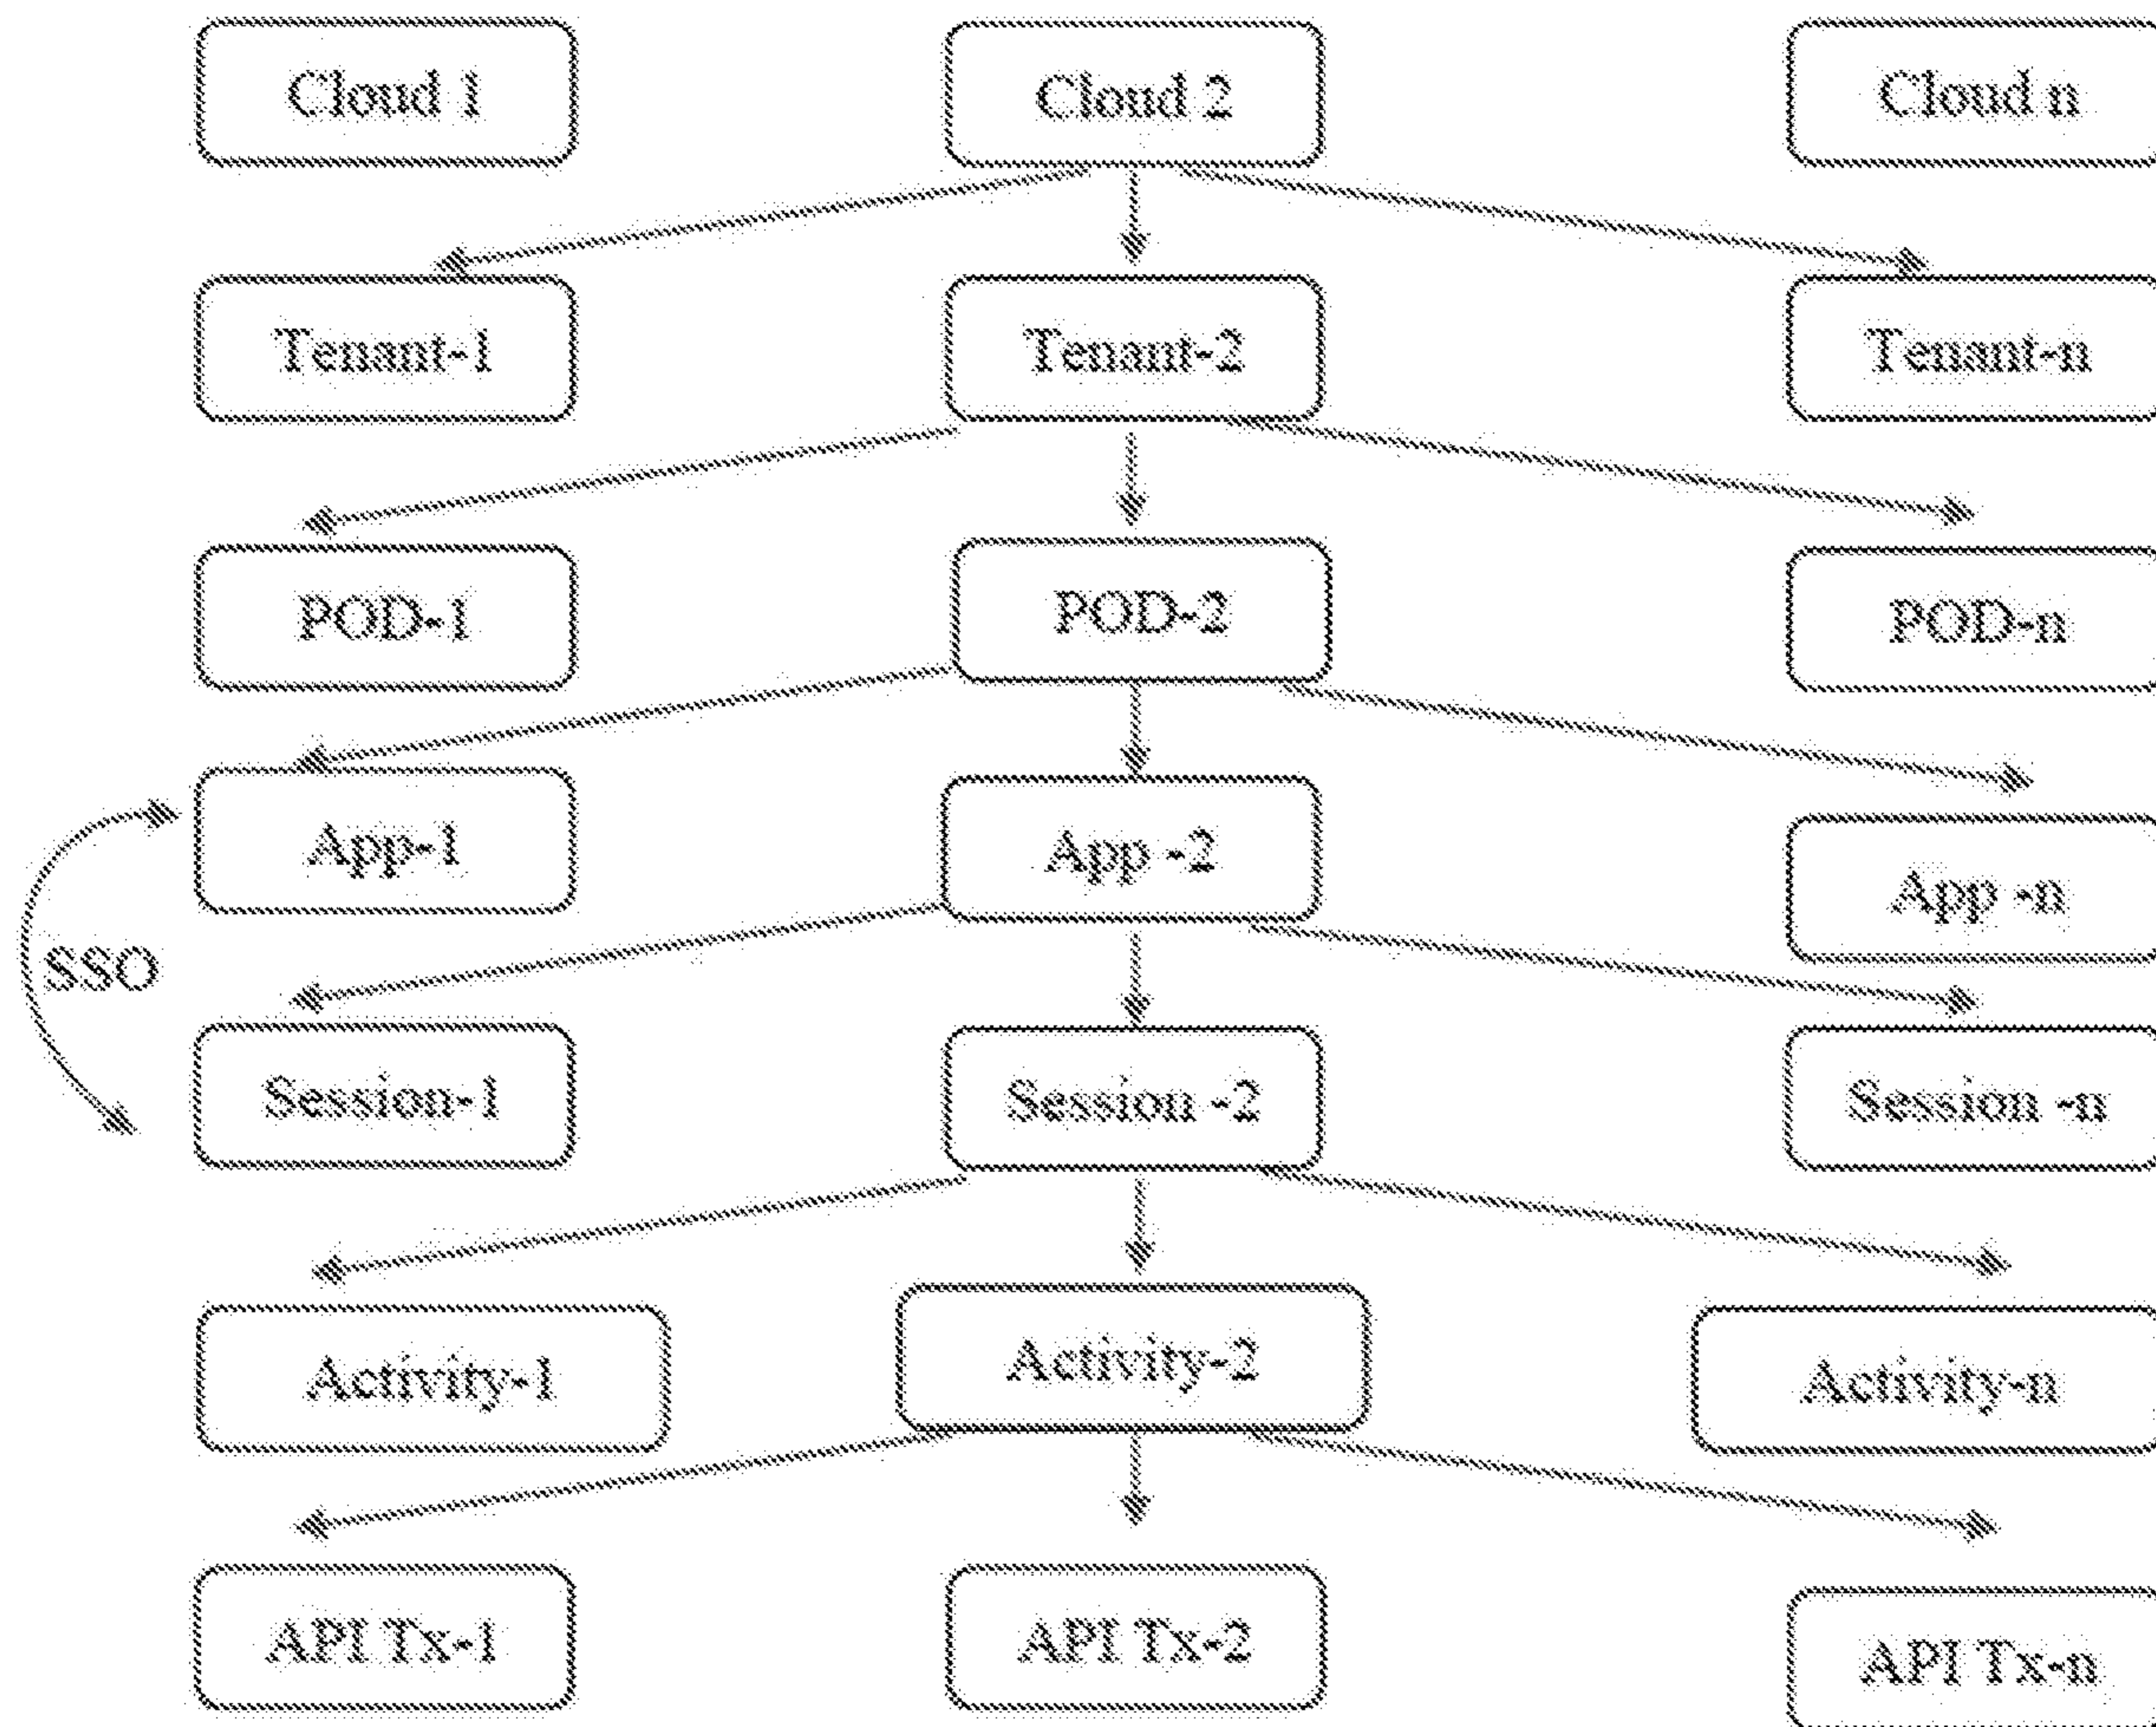 Cloud 1
Cloud 2
Cloud n
Tenant-1
Tenant-2
Tenant-n
POD-1
POD-2
POD-n
App-1
App -2
App -n
SSO
Session-1
Session -2
Session -n
Activity-1
Activity-2
Activity-n
API Tx-1
API Tx-2
API Tx-n